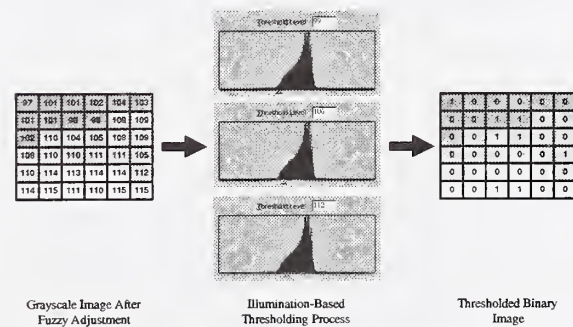 Threshold Level 99
97 101 101 102 104 103
101 101 98 98 108 109
102 110 104 105 108 109
108 110 110 111 111 105
110 114 113 114 114 112
114 115 111 110 115 115
Threshold Level 106
Threshold Level 112
1 0 0 0 0 0
0 0 1 1 0 0
0 0 1 1 0 0
0 0 0 0 0 1
0 0 0 0 0 0
0 0 1 1 0 0
Grayscale Image After
Fuzzy Adjustment
Illumination-Based
Thresholding Process
Thresholded Binary
Image